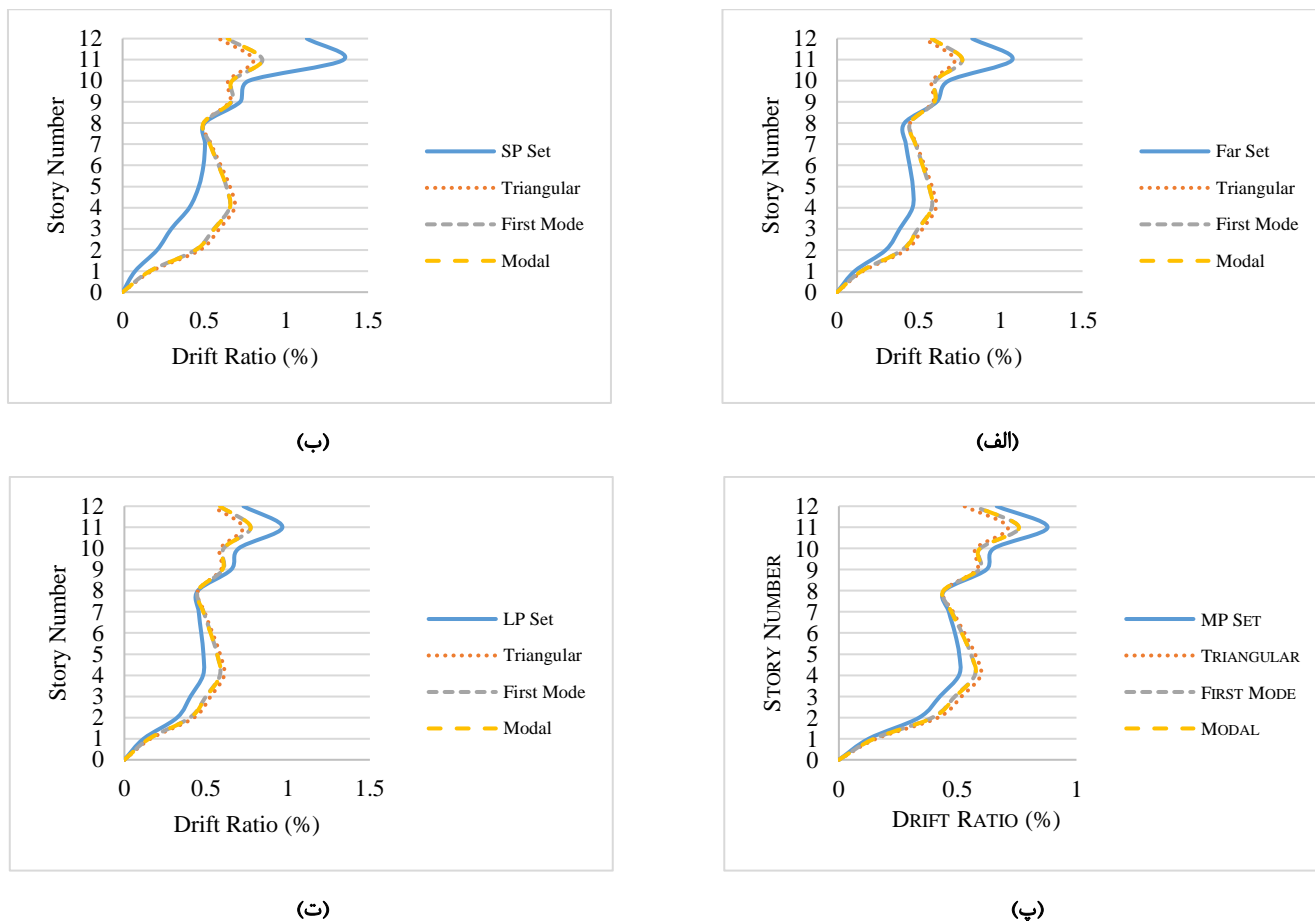 12
11
10
9
8
7
6
5
4
3
2
1
0
Story Number
0 0.5 1 1.5
Drift Ratio (%)
Far Set
Triangular
First Mode
Modal
(الف)
12
11
10
9
8
7
6
5
4
3
2
1
0
Story Number
0 0.5 1 1.5
Drift Ratio (%)
SP Set
Triangular
First Mode
Modal
(ب)
12
11
10
9
8
7
6
5
4
3
2
1
0
STORY NUMBER
0 0.5 1
DRIFT RATIO (%)
MP SET
TRIANGULAR
FIRST MODE
MODAL
(پ)
12
11
10
9
8
7
6
5
4
3
2
1
0
Story Number
0 0.5 1 1.5
Drift Ratio (%)
LP Set
Triangular
First Mode
Modal
(ت)